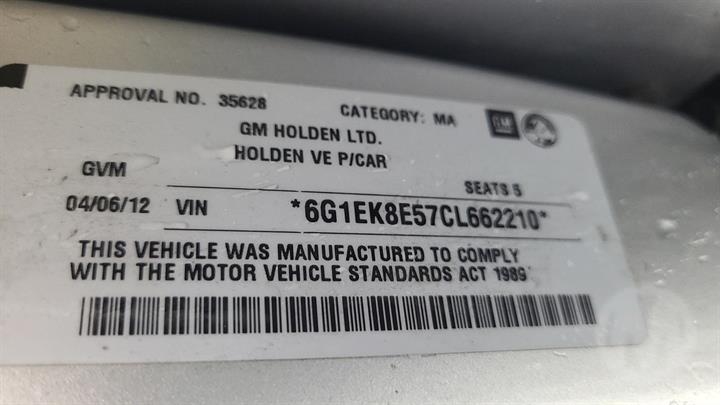 APPROVAL NO. 35628 CATEGORY: MA GM
GM HOLDEN LTD.
HOLDEN VE P/CAR
GVM SEATS 5
04/06/12 VIN *6G1EK8E57CL662210*
THIS VEHICLE WAS MANUFACTURED TO COMPLY
WITH THE MOTOR VEHICLE STANDARDS ACT 1989